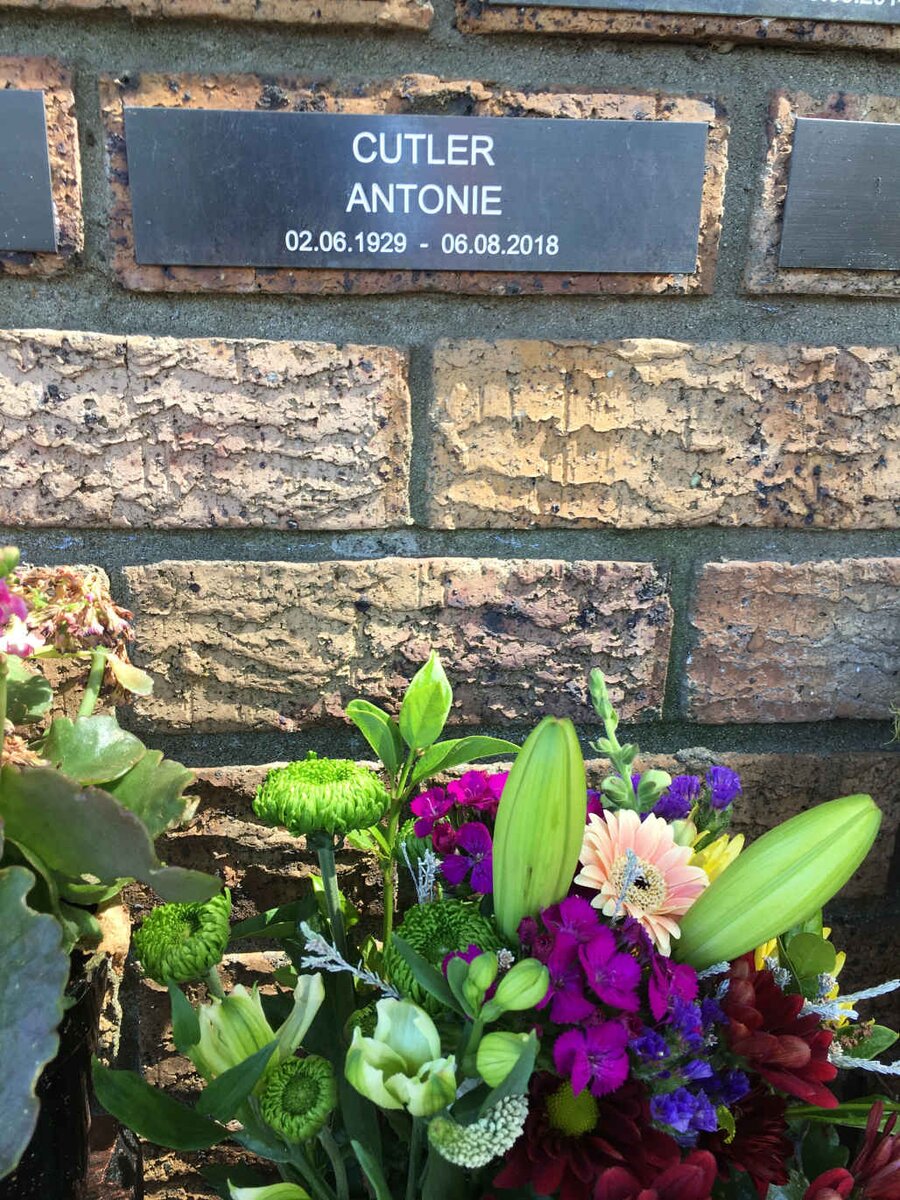 CUTLER
ANTONIE
02.06.1929 - 06.08.2018